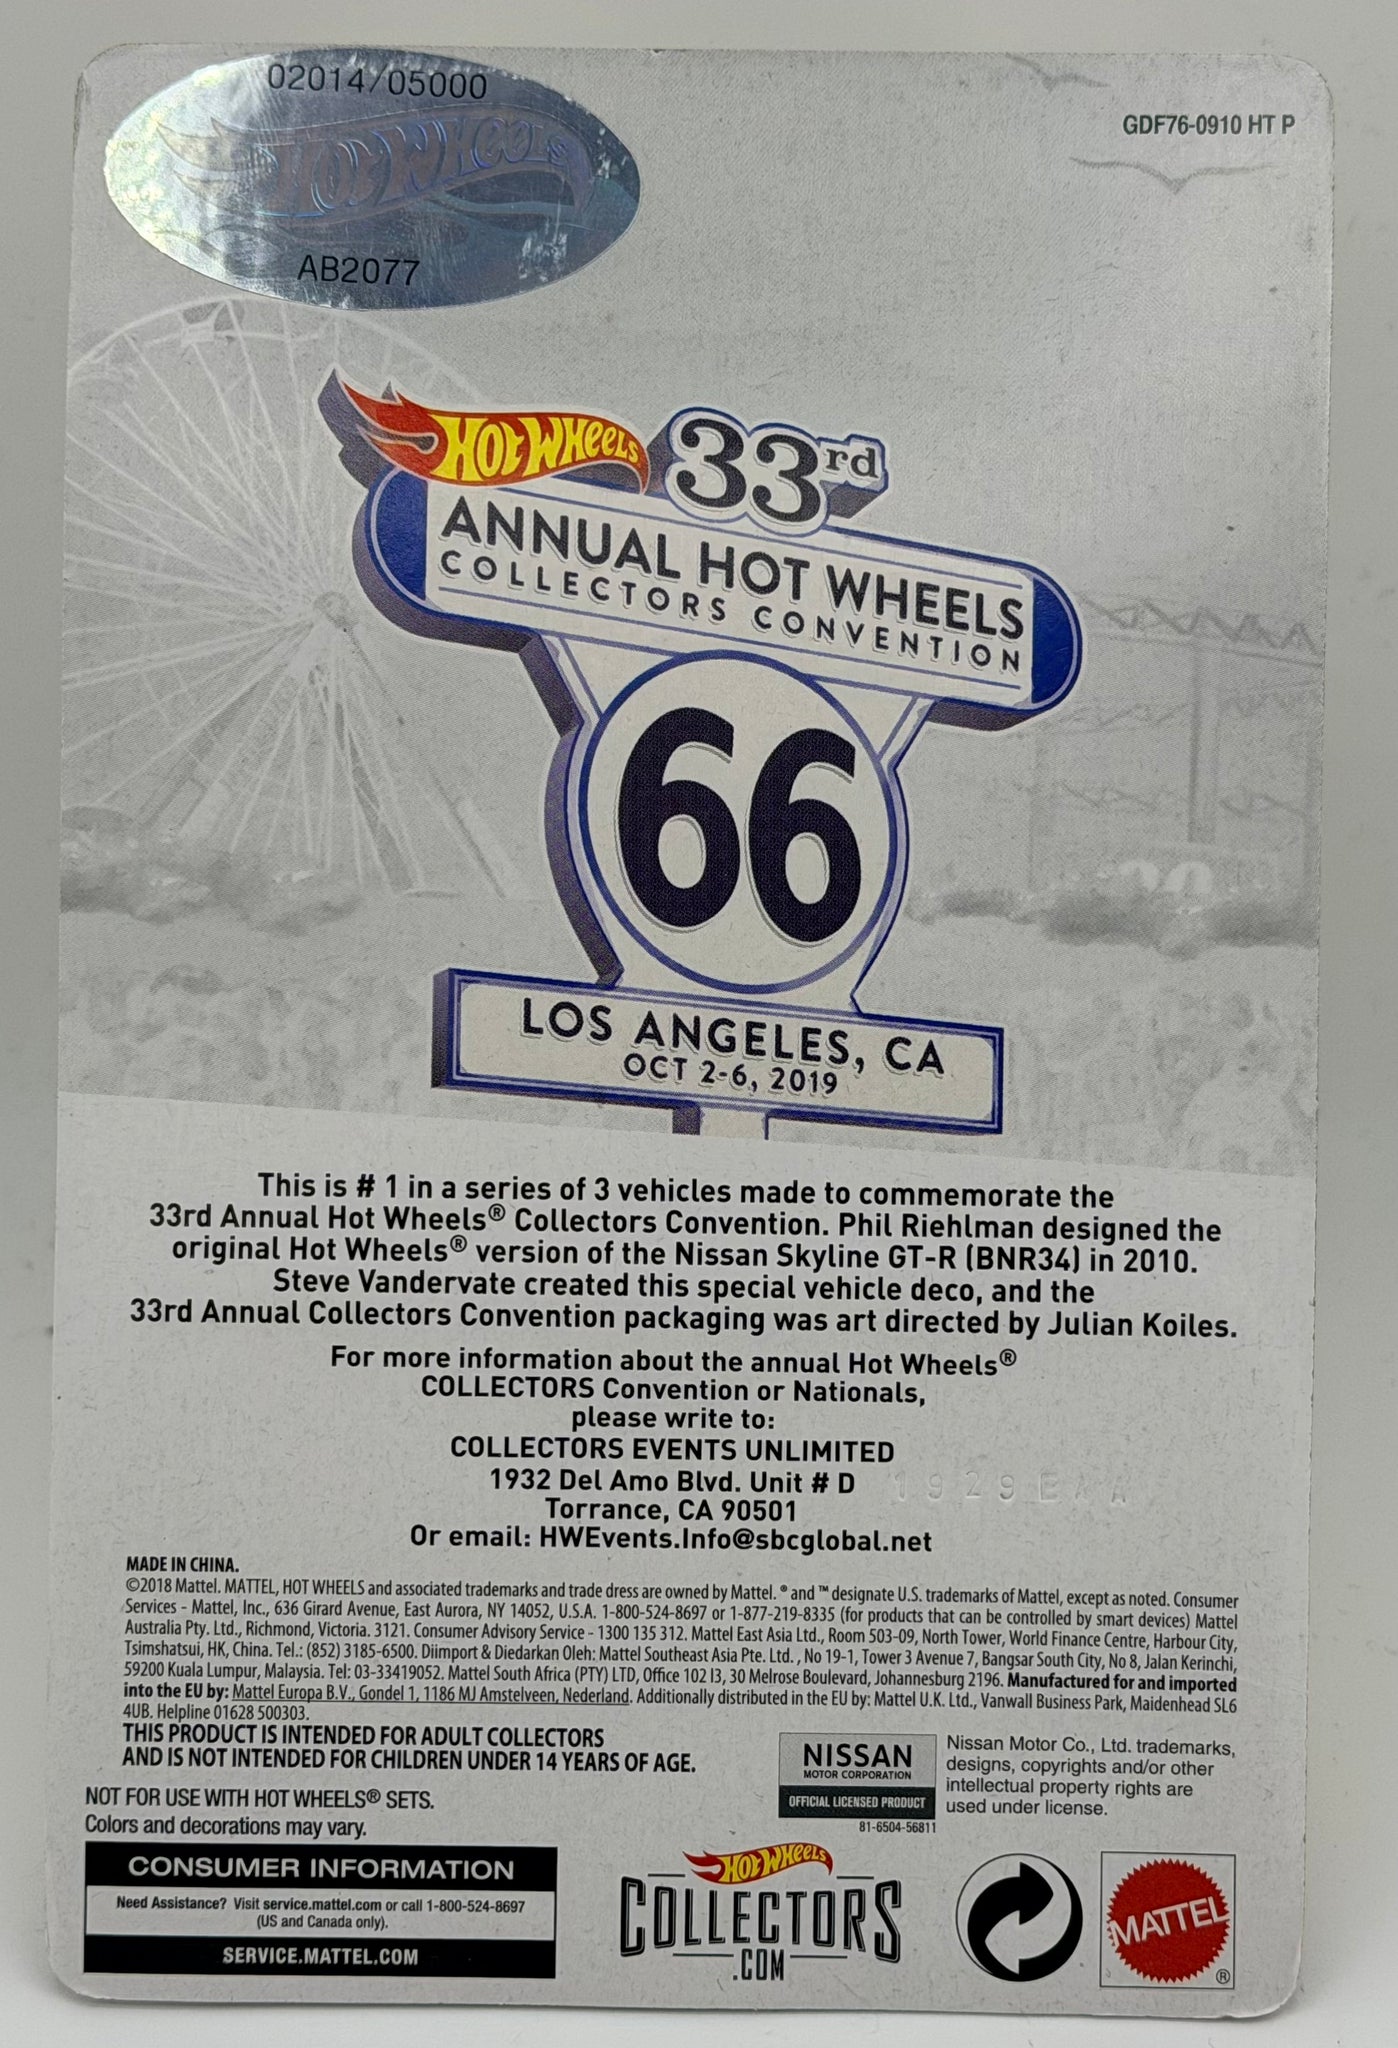 02014/05000
HOT WHEELS
AB2077
GDF76-0910 HT P
HOT WHEELS
33rd
ANNUAL HOT WHEELS
COLLECTORS CONVENTION
66
LOS ANGELES, CA
OCT 2-6, 2019
This is # 1 in a series of 3 vehicles made to commemorate the
33rd Annual Hot Wheels® Collectors Convention. Phil Riehlman designed the
original Hot Wheels® version of the Nissan Skyline GT-R (BNR34) in 2010.
Steve Vandervate created this special vehicle deco, and the
33rd Annual Collectors Convention packaging was art directed by Julian Koiles.
For more information about the annual Hot Wheels®
COLLECTORS Convention or Nationals,
please write to:
COLLECTORS EVENTS UNLIMITED
1932 Del Amo Blvd. Unit # D
Torrance, CA 90501
Or email: HWEvents.Info@sbcglobal.net
MADE IN CHINA.
©2018 Mattel. MATTEL, HOT WHEELS and associated trademarks and trade dress are owned by Mattel. ® and ™ designate U.S. trademarks of Mattel, except as noted. Consumer
Services - Mattel, Inc., 636 Girard Avenue, East Aurora, NY 14052, U.S.A. 1-800-524-8697 or 1-877-219-8335 (for products that can be controlled by smart devices) Mattel
Australia Pty. Ltd., Richmond, Victoria. 3121. Consumer Advisory Service - 1300 135 312. Mattel East Asia Ltd., Room 503-09, North Tower, World Finance Centre, Harbour City,
Tsimshatsui, HK, China. Tel.: (852) 3185-6500. Diimport & Diedarkan Oleh: Mattel Southeast Asia Pte. Ltd. , No 19-1, Tower 3 Avenue 7, Bangsar South City, No 8, Jalan Kerinchi,
59200 Kuala Lumpur, Malaysia. Tel: 03-33419052. Mattel South Africa (PTY) LTD, Office 102 I3, 30 Melrose Boulevard, Johannesburg 2196. Manufactured for and imported
into the EU by: Mattel Europa B.V., Gondel 1, 1186 MJ Amstelveen, Nederland. Additionally distributed in the EU by: Mattel U.K. Ltd., Vanwall Business Park, Maidenhead SL6
4UB. Helpline 01628 500303.
THIS PRODUCT IS INTENDED FOR ADULT COLLECTORS
AND IS NOT INTENDED FOR CHILDREN UNDER 14 YEARS OF AGE.
NOT FOR USE WITH HOT WHEELS® SETS.
Colors and decorations may vary.
NISSAN
MOTOR CORPORATION
OFFICIAL LICENSED PRODUCT
81-6504-56811
Nissan Motor Co., Ltd. trademarks,
designs, copyrights and/or other
intellectual property rights are
used under license.
CONSUMER INFORMATION
Need Assistance? Visit service.mattel.com or call 1-800-524-8697
(US and Canada only).
SERVICE.MATTEL.COM
HOT WHEELS
COLLECTORS
.COM
MATTEL
®